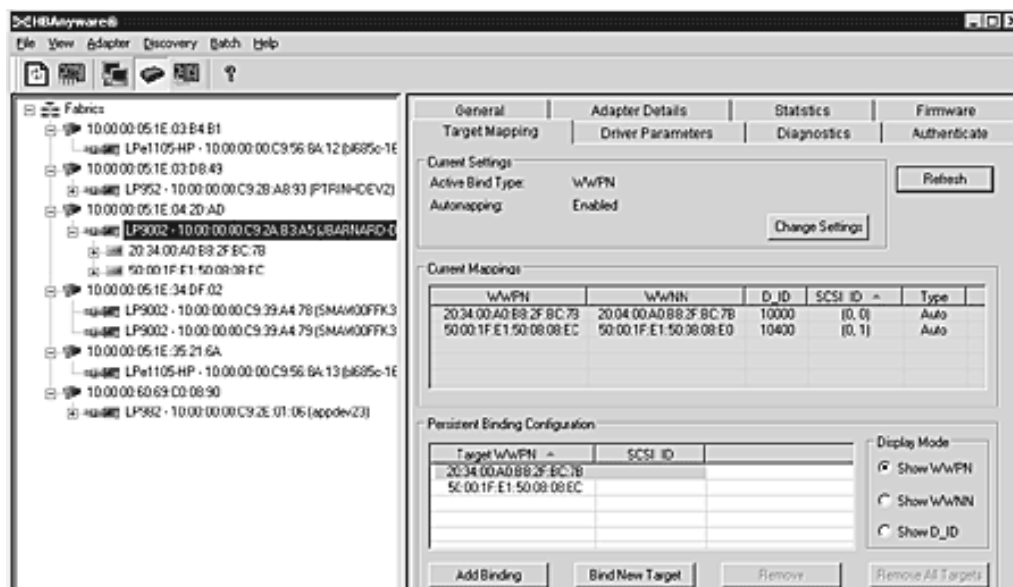 HBAnyware®
File View Adapter Discovery Batch Help
Fabrics
10:00:00:05:1E:03:B4:B1
LPe1105-HP - 10:00:00:00:C9:56:8A:12 (bl685c-16
10:00:00:05:1E:03:D8:49
LP952 - 10:00:00:00:C9:28:A8:93 (PTRINHDEV2)
10:00:00:05:1E:04:2D:AD
LP9002 - 10:00:00:00:C9:2A:B3:A5 (JBARNARD-D
20:34:00:A0:B8:2F:BC:7B
50:00:1F:E1:50:08:08:EC
10:00:00:05:1E:34:DF:02
LP9002 - 10:00:00:00:C9:39:A4:78 (SMAM00FFK3
LP9002 - 10:00:00:00:C9:39:A4:79 (SMAM00FFK3
10:00:00:05:1E:35:21:6A
LPe1105-HP - 10:00:00:00:C9:56:8A:13 (bl685c-16
10:00:00:60:69:C0:08:90
LP982 - 10:00:00:00:C9:2E:01:06 (appdev23)
General Adapter Details Statistics Firmware
Target Mapping Driver Parameters Diagnostics Authenticate
Current Settings
Active Bind Type: WWPN
Automapping: Enabled
Refresh
Change Settings
Current Mappings
WWPN WWNN D_ID SCSI ID Type
20:34:00:A0:B8:2F:BC:7B 20:04:00:A0:B8:2F:BC:7B 10000 (0, 0) Auto
50:00:1F:E1:50:08:08:EC 50:00:1F:E1:50:08:08:E0 10400 (0, 1) Auto
Persistent Binding Configuration
Target WWPN SCSI ID
20:34:00:A0:B8:2F:BC:7B
50:00:1F:E1:50:08:08:EC
Display Mode
Show WWPN
Show WWNN
Show D_ID
Add Binding Bind New Target Remove Remove All Targets